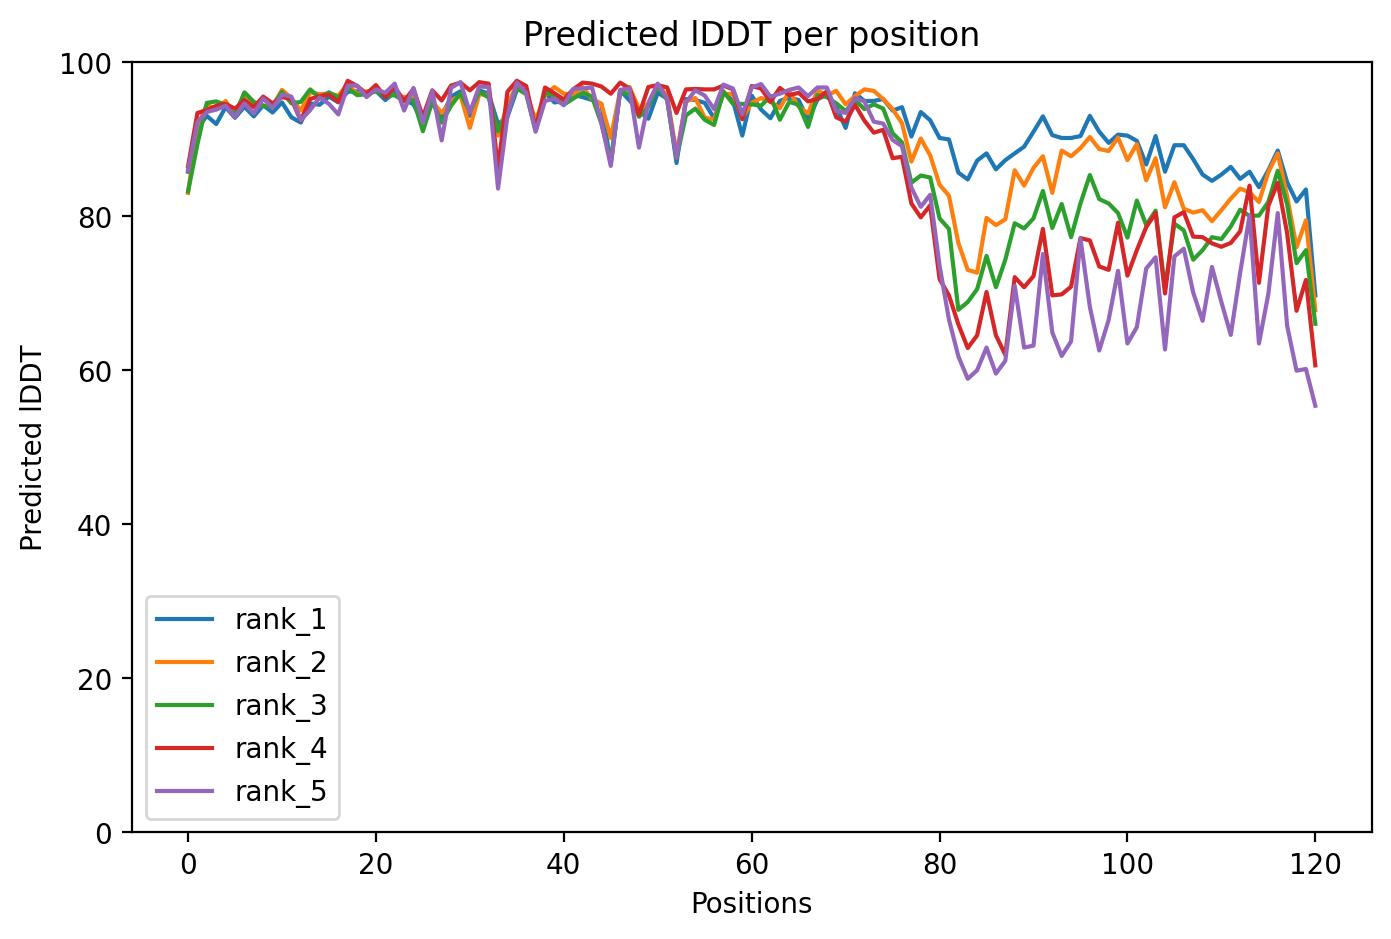 Predicted lDDT per position
100
80
60
40
20
0
Predicted lDDT
rank_1
rank_2
rank_3
rank_4
rank_5
0 20 40 60 80 100 120
Positions